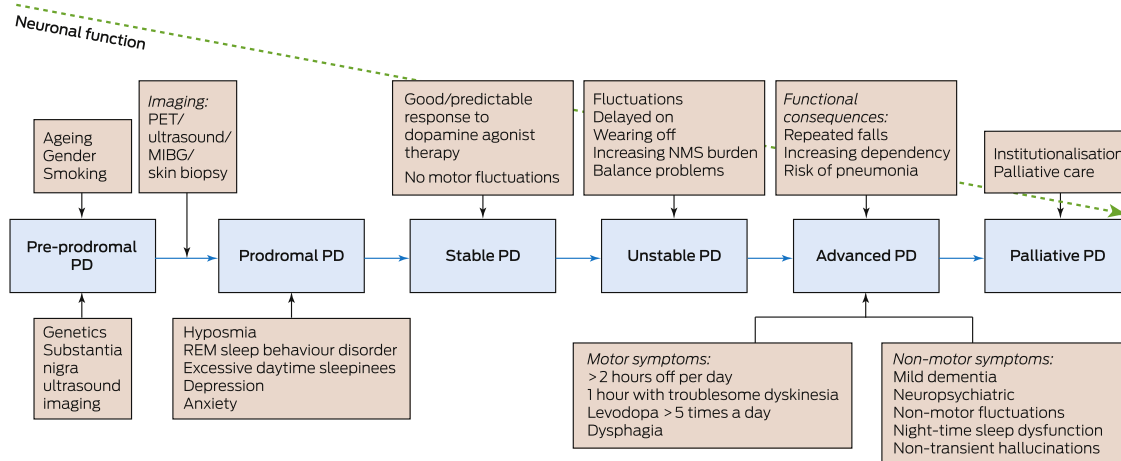 Neuronal function
Ageing
Gender
Smoking
Imaging:
PET/
ultrasound/
MIBG/
skin biopsy
Good/predictable
response to
dopamine agonist
therapy
No motor fluctuations
Fluctuations
Delayed on
Wearing off
Increasing NMS burden
Balance problems
Functional
consequences:
Repeated falls
Increasing dependency
Risk of pneumonia
Institutionalisation
Palliative care
Pre-prodromal
PD
Prodromal PD
Stable PD
Unstable PD
Advanced PD
Palliative PD
Genetics
Substantia
nigra
ultrasound
imaging
Hyposmia
REM sleep behaviour disorder
Excessive daytime sleepinees
Depression
Anxiety
Motor symptoms:
> 2 hours off per day
1 hour with troublesome dyskinesia
Levodopa > 5 times a day
Dysphagia
Non-motor symptoms:
Mild dementia
Neuropsychiatric
Non-motor fluctuations
Night-time sleep dysfunction
Non-transient hallucinations